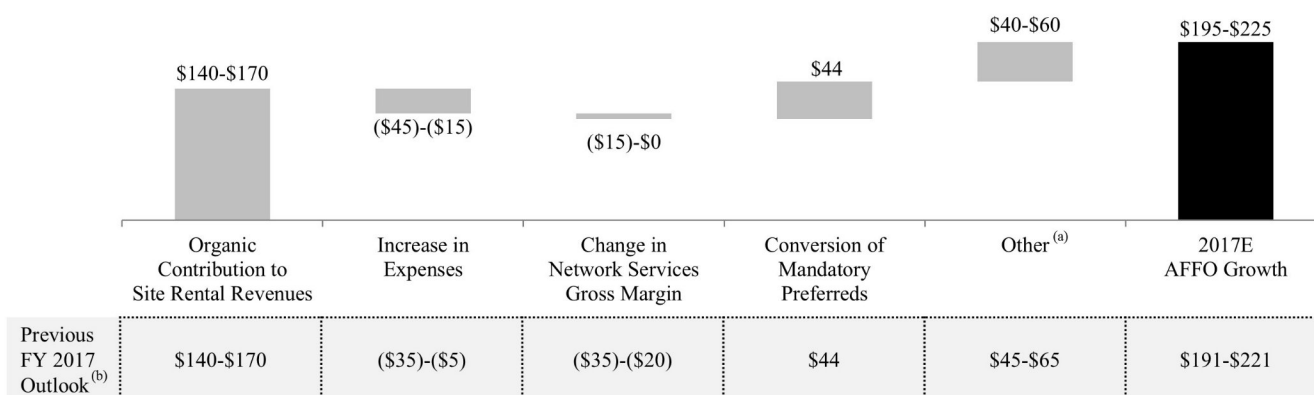 $140-$170
($45)-($15)
($15)-$0
$44
$40-$60
$195-$225
Organic
Contribution to
Site Rental Revenues
Increase in
Expenses
Change in
Network Services
Gross Margin
Conversion of
Mandatory
Preferreds
Other (a)
2017E
AFFO Growth
Previous
FY 2017
Outlook (b)
$140-$170
($35)-($5)
($35)-($20)
$44
$45-$65
$191-$221